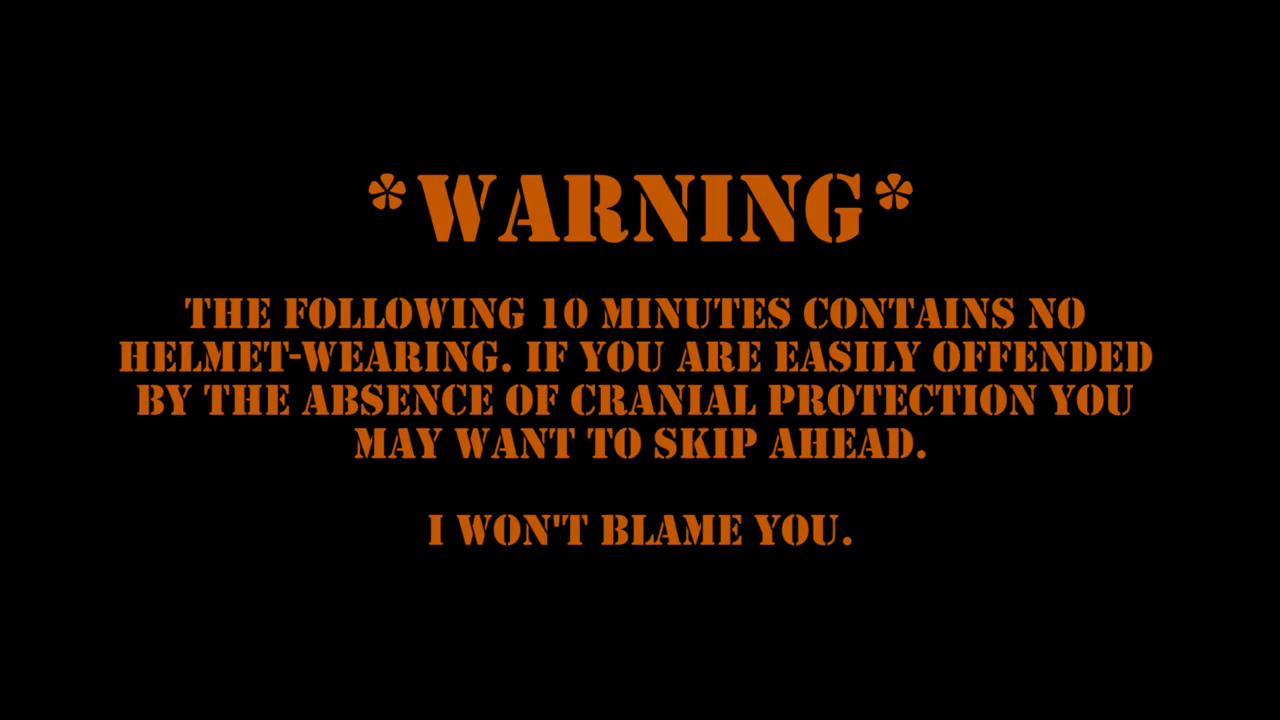 *WARNING*
THE FOLLOWING 10 MINUTES CONTAINS NO
HELMET-WEARING. IF YOU ARE EASILY OFFENDED
BY THE ABSENCE OF CRANIAL PROTECTION YOU
MAY WANT TO SKIP AHEAD.
I WON'T BLAME YOU.